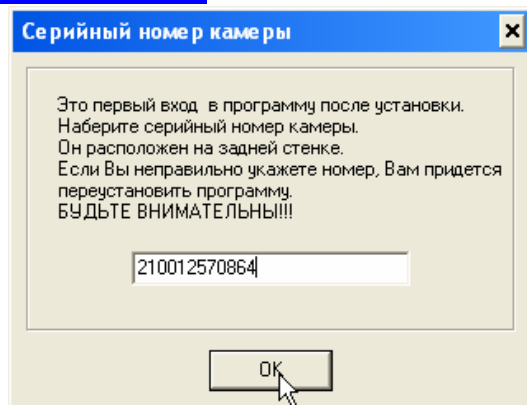 Серийный номер камеры
Это первый вход в программу после установки.
Наберите серийный номер камеры.
Он расположен на задней стенке.
Если Вы неправильно укажете номер, Вам придется
переустановить программу.
БУДЬТЕ ВНИМАТЕЛЬНЫ!!!
210012570864
OK